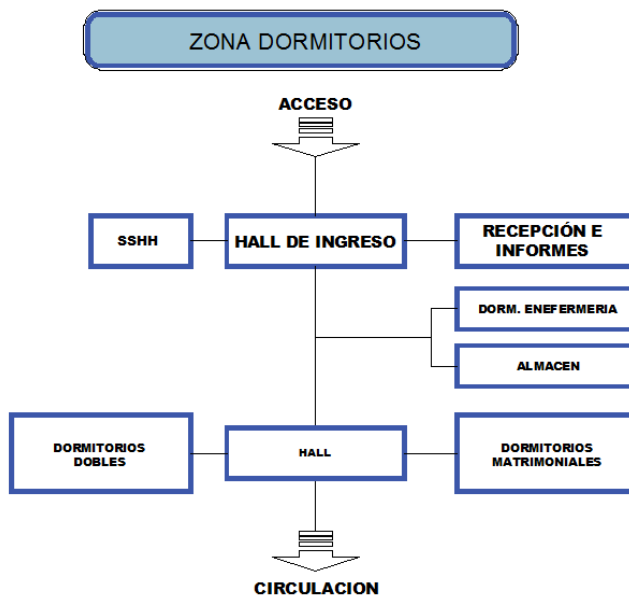 ZONA DORMITORIOS
ACCESO
SSHH
HALL DE INGRESO
RECEPCIÓN E
INFORMES
DORM. ENEFERMERIA
ALMACEN
DORMITORIOS
DOBLES
HALL
DORMITORIOS
MATRIMONIALES
CIRCULACION